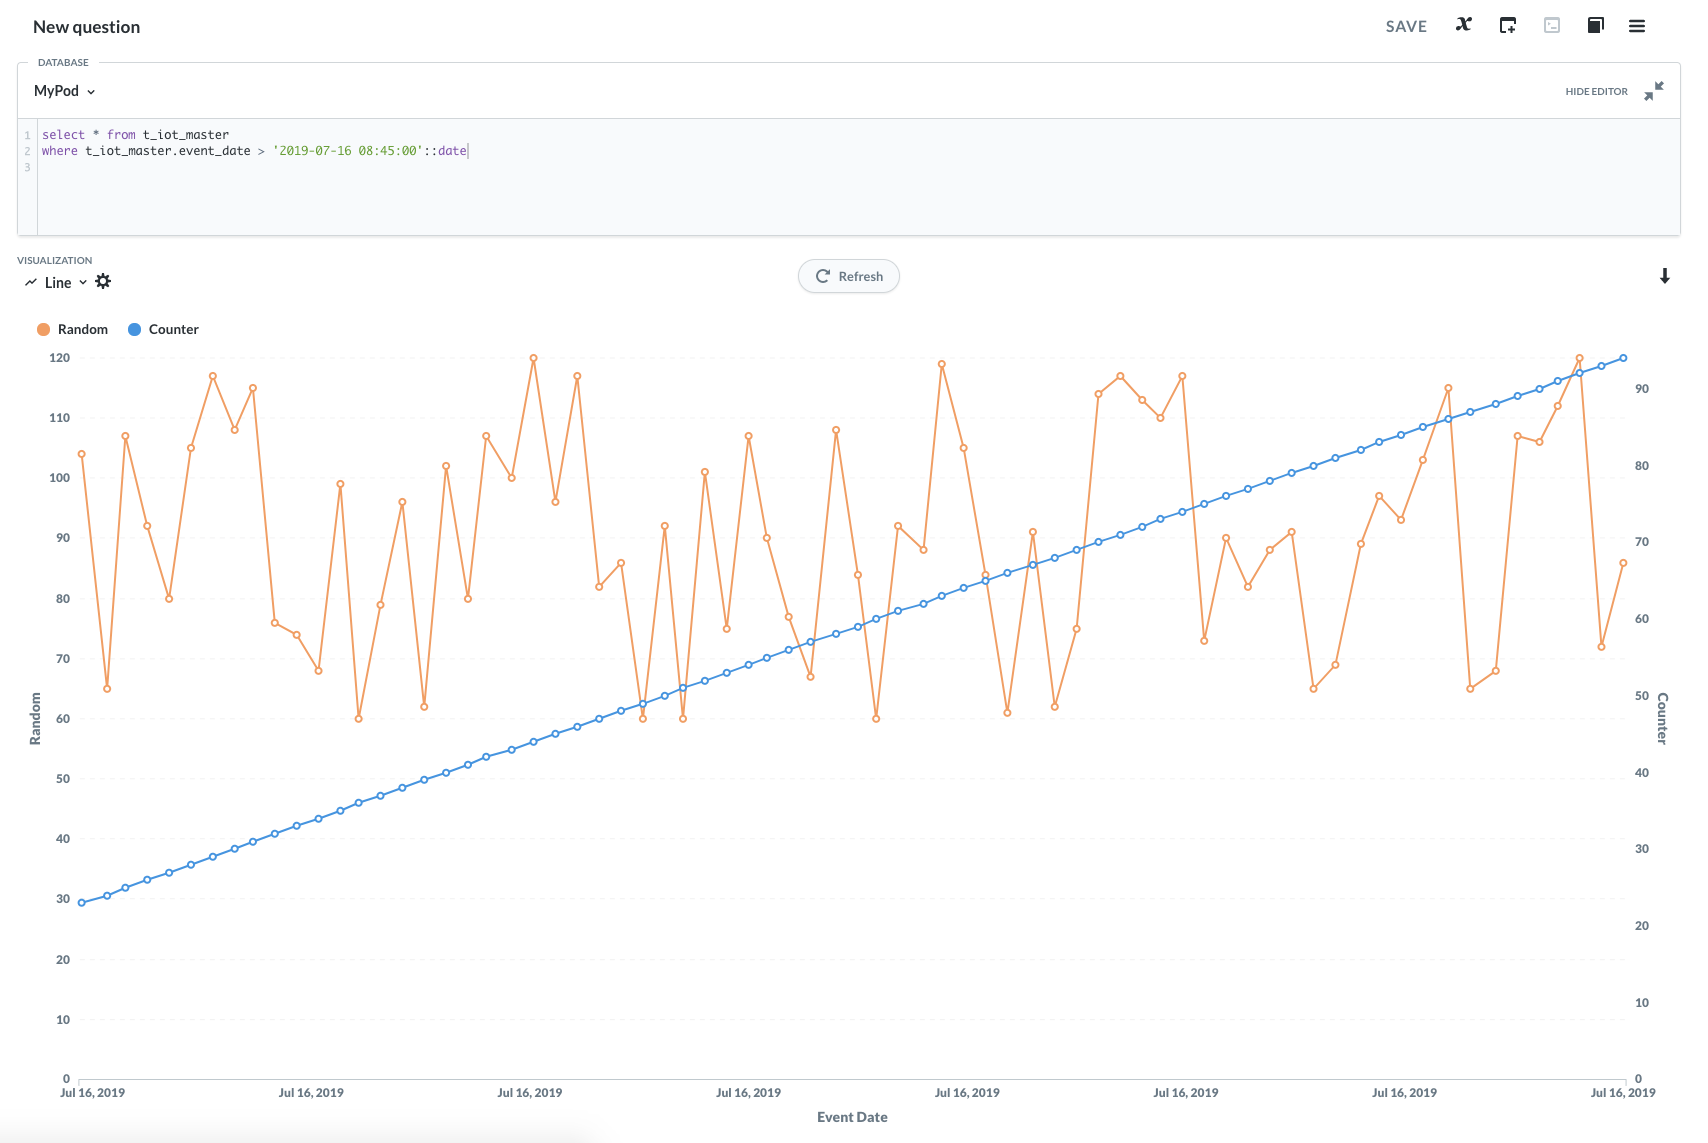 New question
SAVE
DATABASE
MyPod
HIDE EDITOR
1 select * from t_iot_master
2 where t_iot_master.event_date > '2019-07-16 08:45:00'::date
3
VISUALIZATION
Line
Refresh
Random Counter
120
110
100
90
80
70
60
50
40
30
20
10
0
Random
90
80
70
60
50
40
30
20
10
0
Counter
Jul 16, 2019 Jul 16, 2019 Jul 16, 2019 Jul 16, 2019 Jul 16, 2019 Jul 16, 2019 Jul 16, 2019 Jul 16, 2019
Event Date